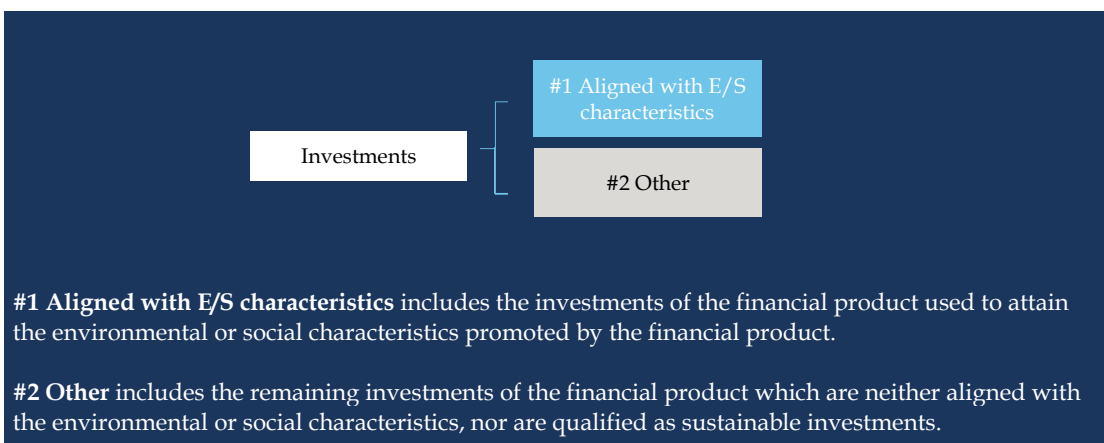 #1 Aligned with E/S
characteristics
Investments
#2 Other
#1 Aligned with E/S characteristics includes the investments of the financial product used to attain
the environmental or social characteristics promoted by the financial product.
#2 Other includes the remaining investments of the financial product which are neither aligned with
the environmental or social characteristics, nor are qualified as sustainable investments.